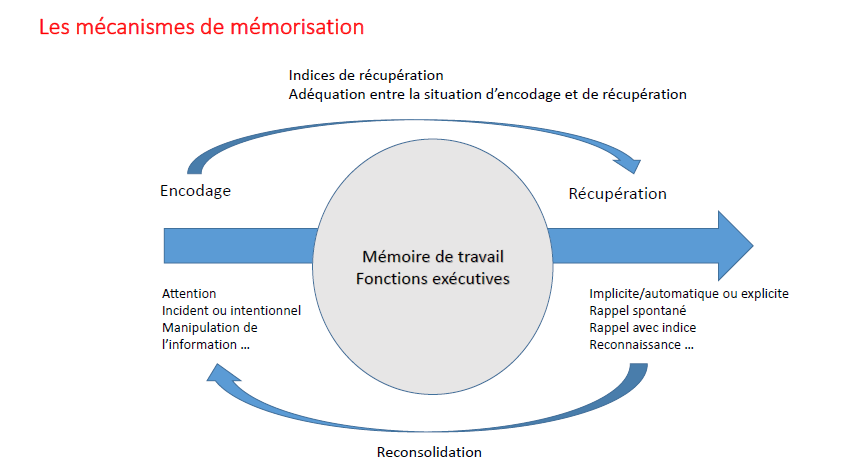 Les mécanismes de mémorisation
Indices de récupération
Adéquation entre la situation d'encodage et de récupération
Encodage
Récupération
Mémoire de travail
Fonctions exécutives
Attention
Incident ou intentionnel
Manipulation de
l'information ...
Implicite/automatique ou explicite
Rappel spontané
Rappel avec indice
Reconnaissance ...
Reconsolidation